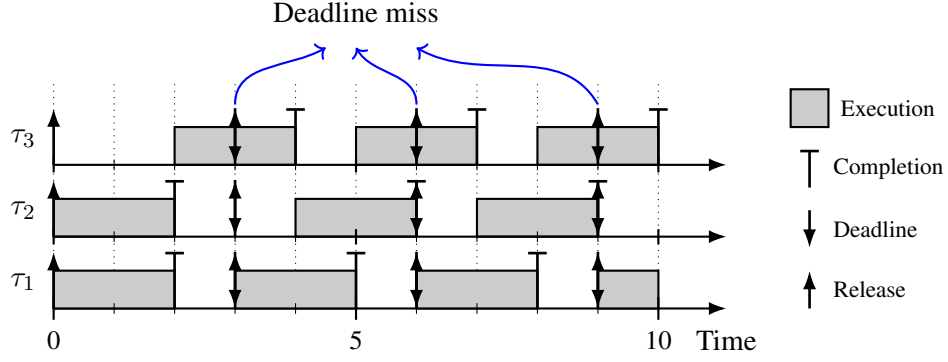 Deadline miss
τ3
Execution
Completion
τ2
Deadline
τ1
Release
0
5
10
Time